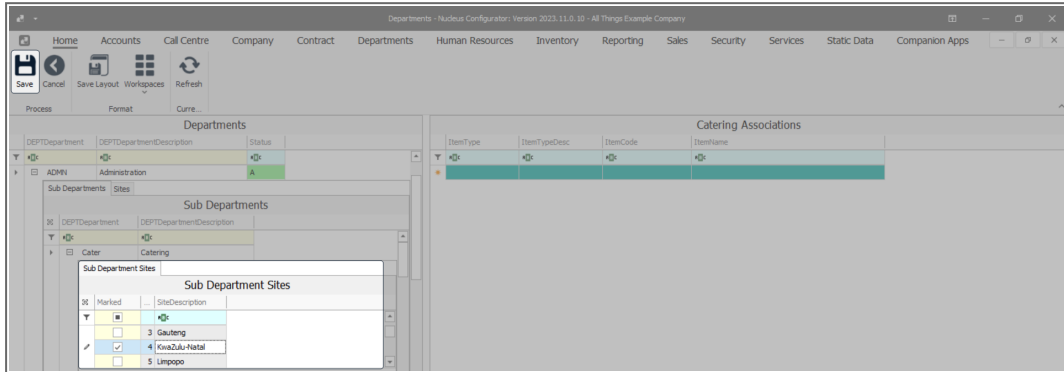 Departments - Nucleus Configurator: Version 2023.11.0.10 - All Things Example Company
Home Accounts Call Centre Company Contract Departments Human Resources Inventory Reporting Sales Security Services Static Data Companion Apps
Save Cancel Save Layout Workspaces Refresh
Process Format Curre...
Departments
DEPTDepartment DEPTDepartmentDescription Status
ADMN Administration A
Sub Departments Sites
Sub Departments
DEPTDepartment DEPTDepartmentDescription
Cater Catering
Sub Department Sites
Sub Department Sites
Marked ... SiteDescription
3 Gauteng
4 KwaZulu-Natal
5 Limpopo
Catering Associations
ItemType ItemTypeDesc ItemCode ItemName